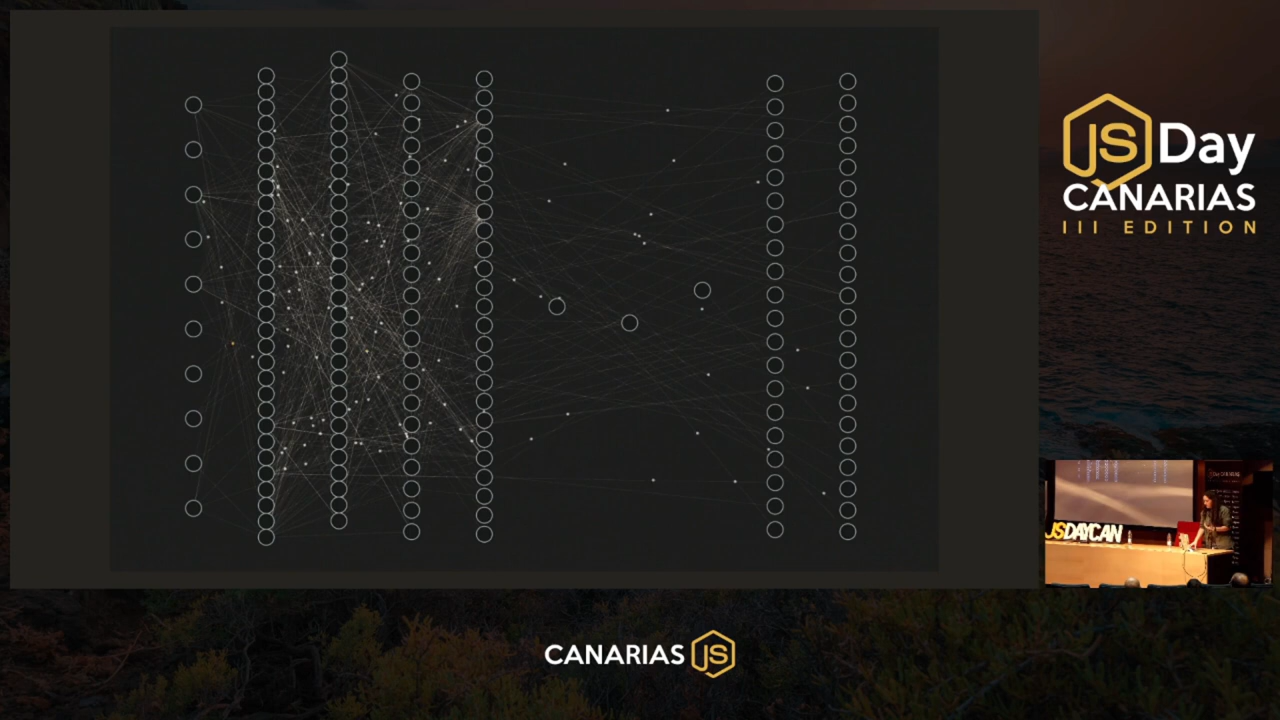 JS Day
CANARIAS
III EDITION
JSDAYCAN
CANARIAS JS